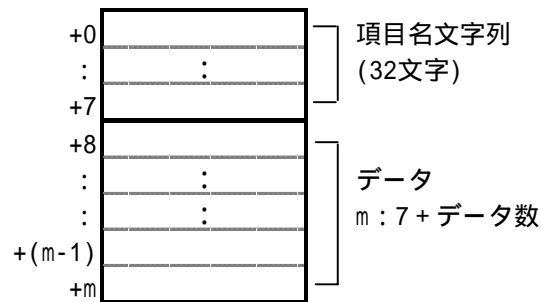 +0
:
+7
:
項目名文字列
(32文字)
+8
:
:
+(m-1)
+m
:
:
データ
m:7+データ数